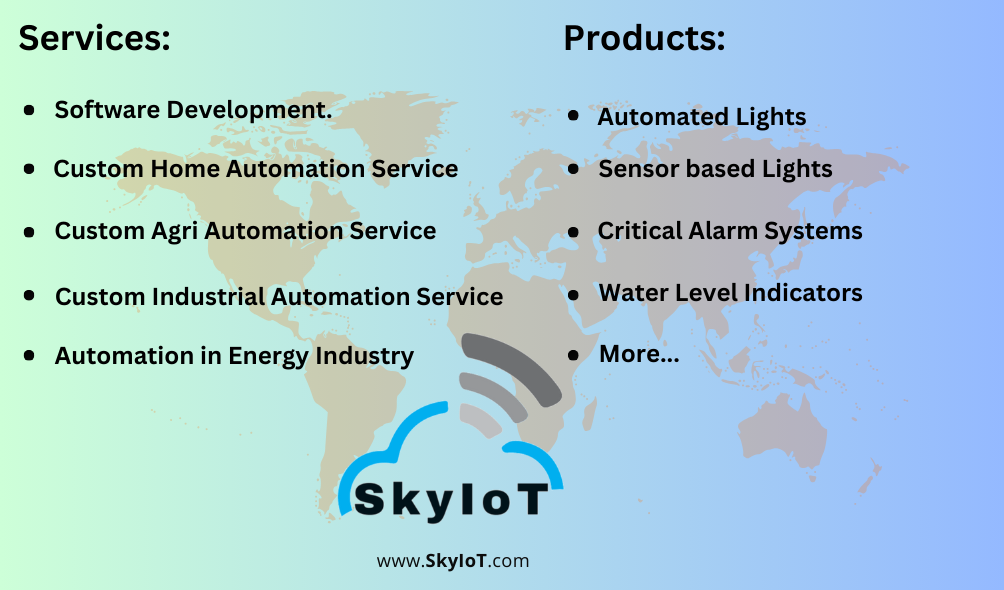 Services:
Software Development.
Custom Home Automation Service
Custom Agri Automation Service
Custom Industrial Automation Service
Automation in Energy Industry
Products:
Automated Lights
Sensor based Lights
Critical Alarm Systems
Water Level Indicators
More...
SkyIoT
www.SkyIoT.com